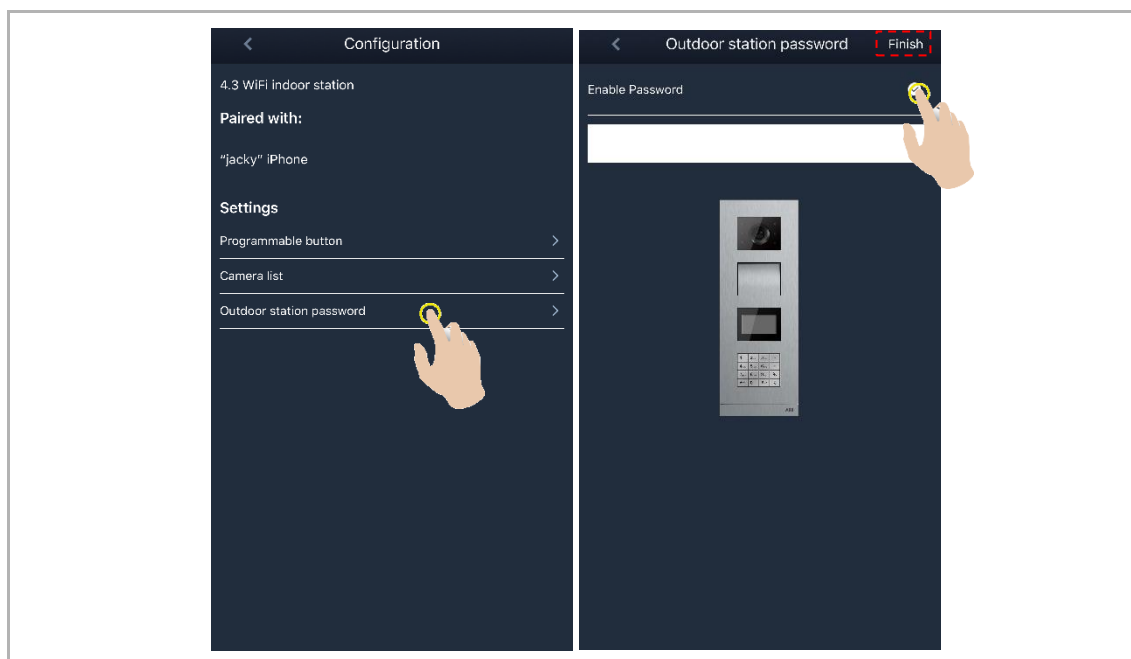 Configuration
4.3 WiFi indoor station
Paired with:
"jacky" iPhone
Settings
Programmable button
Camera list
Outdoor station password
Outdoor station password Finish
Enable Password
ABB